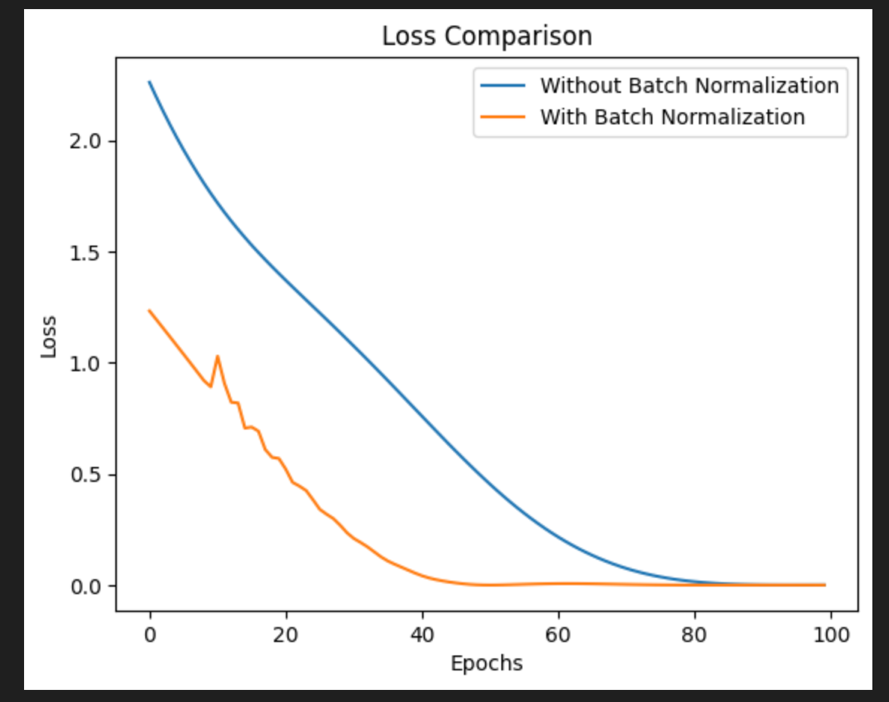 Loss Comparison
Without Batch Normalization
With Batch Normalization
2.0
1.5
1.0
0.5
0.0
Loss
0 20 40 60 80 100
Epochs